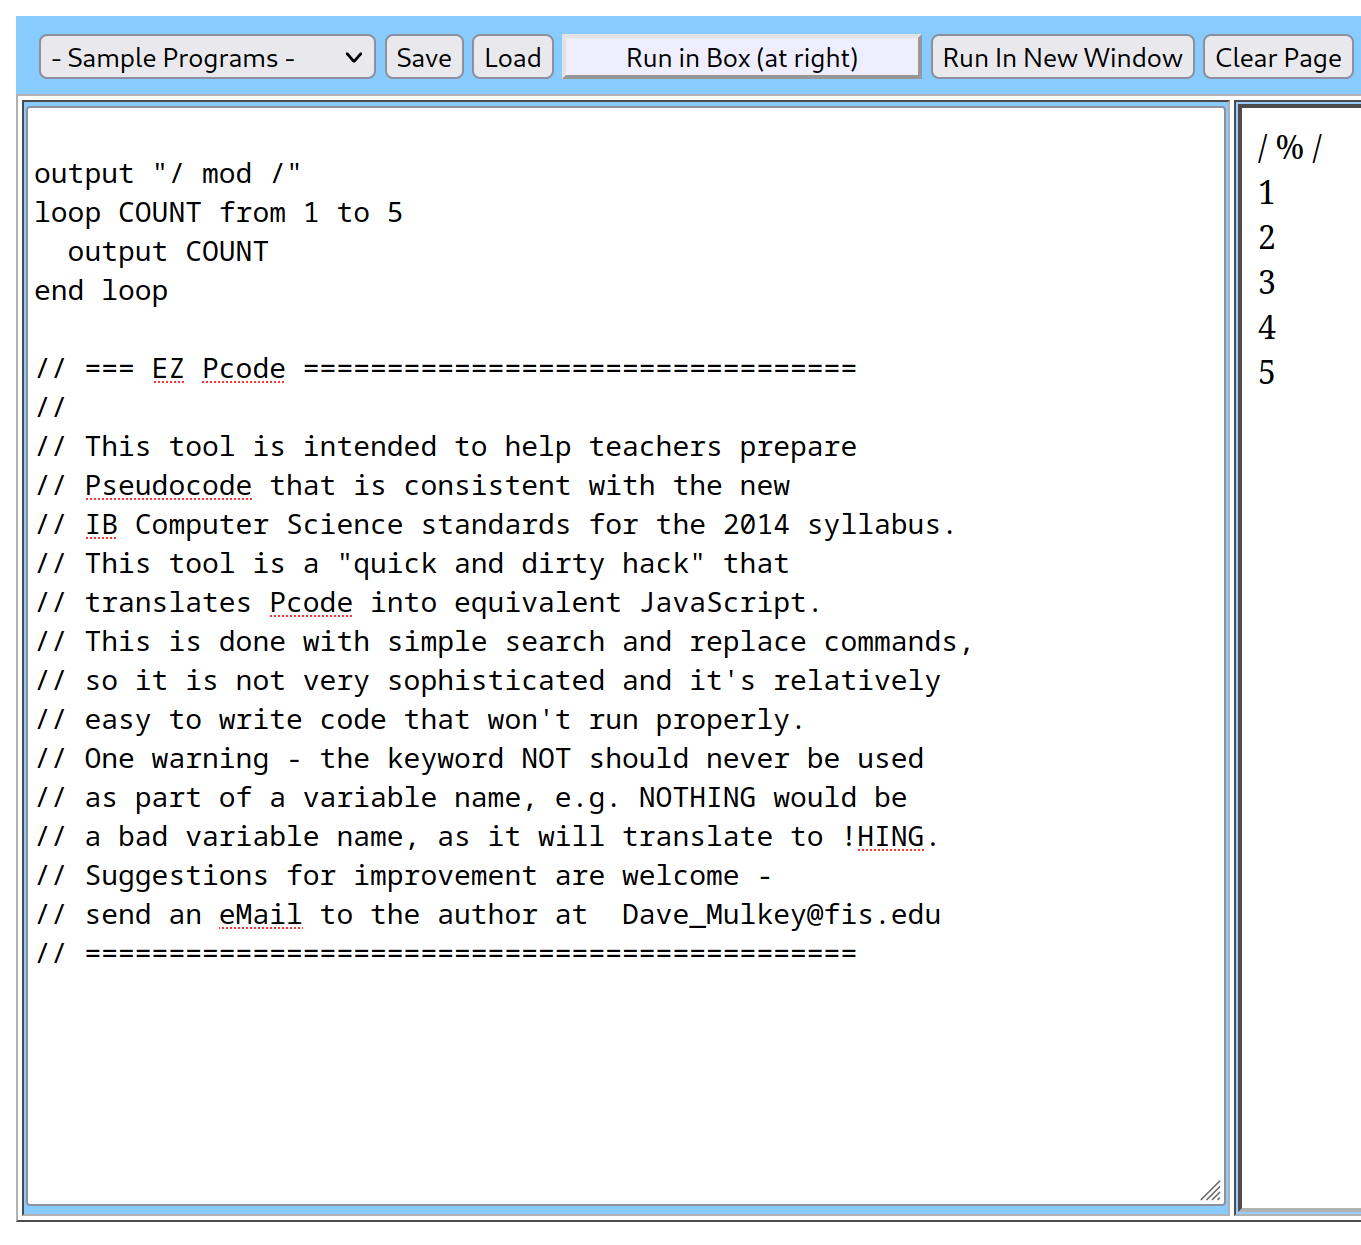 - Sample Programs - Save Load Run in Box (at right) Run In New Window Clear Page
output "/ mod /"
loop COUNT from 1 to 5
  output COUNT
end loop
// === EZ Pcode =================================
//
// This tool is intended to help teachers prepare
// Pseudocode that is consistent with the new
// IB Computer Science standards for the 2014 syllabus.
// This tool is a "quick and dirty hack" that
// translates Pcode into equivalent JavaScript.
// This is done with simple search and replace commands,
// so it is not very sophisticated and it's relatively
// easy to write code that won't run properly.
// One warning - the keyword NOT should never be used
// as part of a variable name, e.g. NOTHING would be
// a bad variable name, as it will translate to !HING.
// Suggestions for improvement are welcome -
// send an eMail to the author at  Dave_Mulkey@fis.edu
// ==============================================
/ % /
1
2
3
4
5